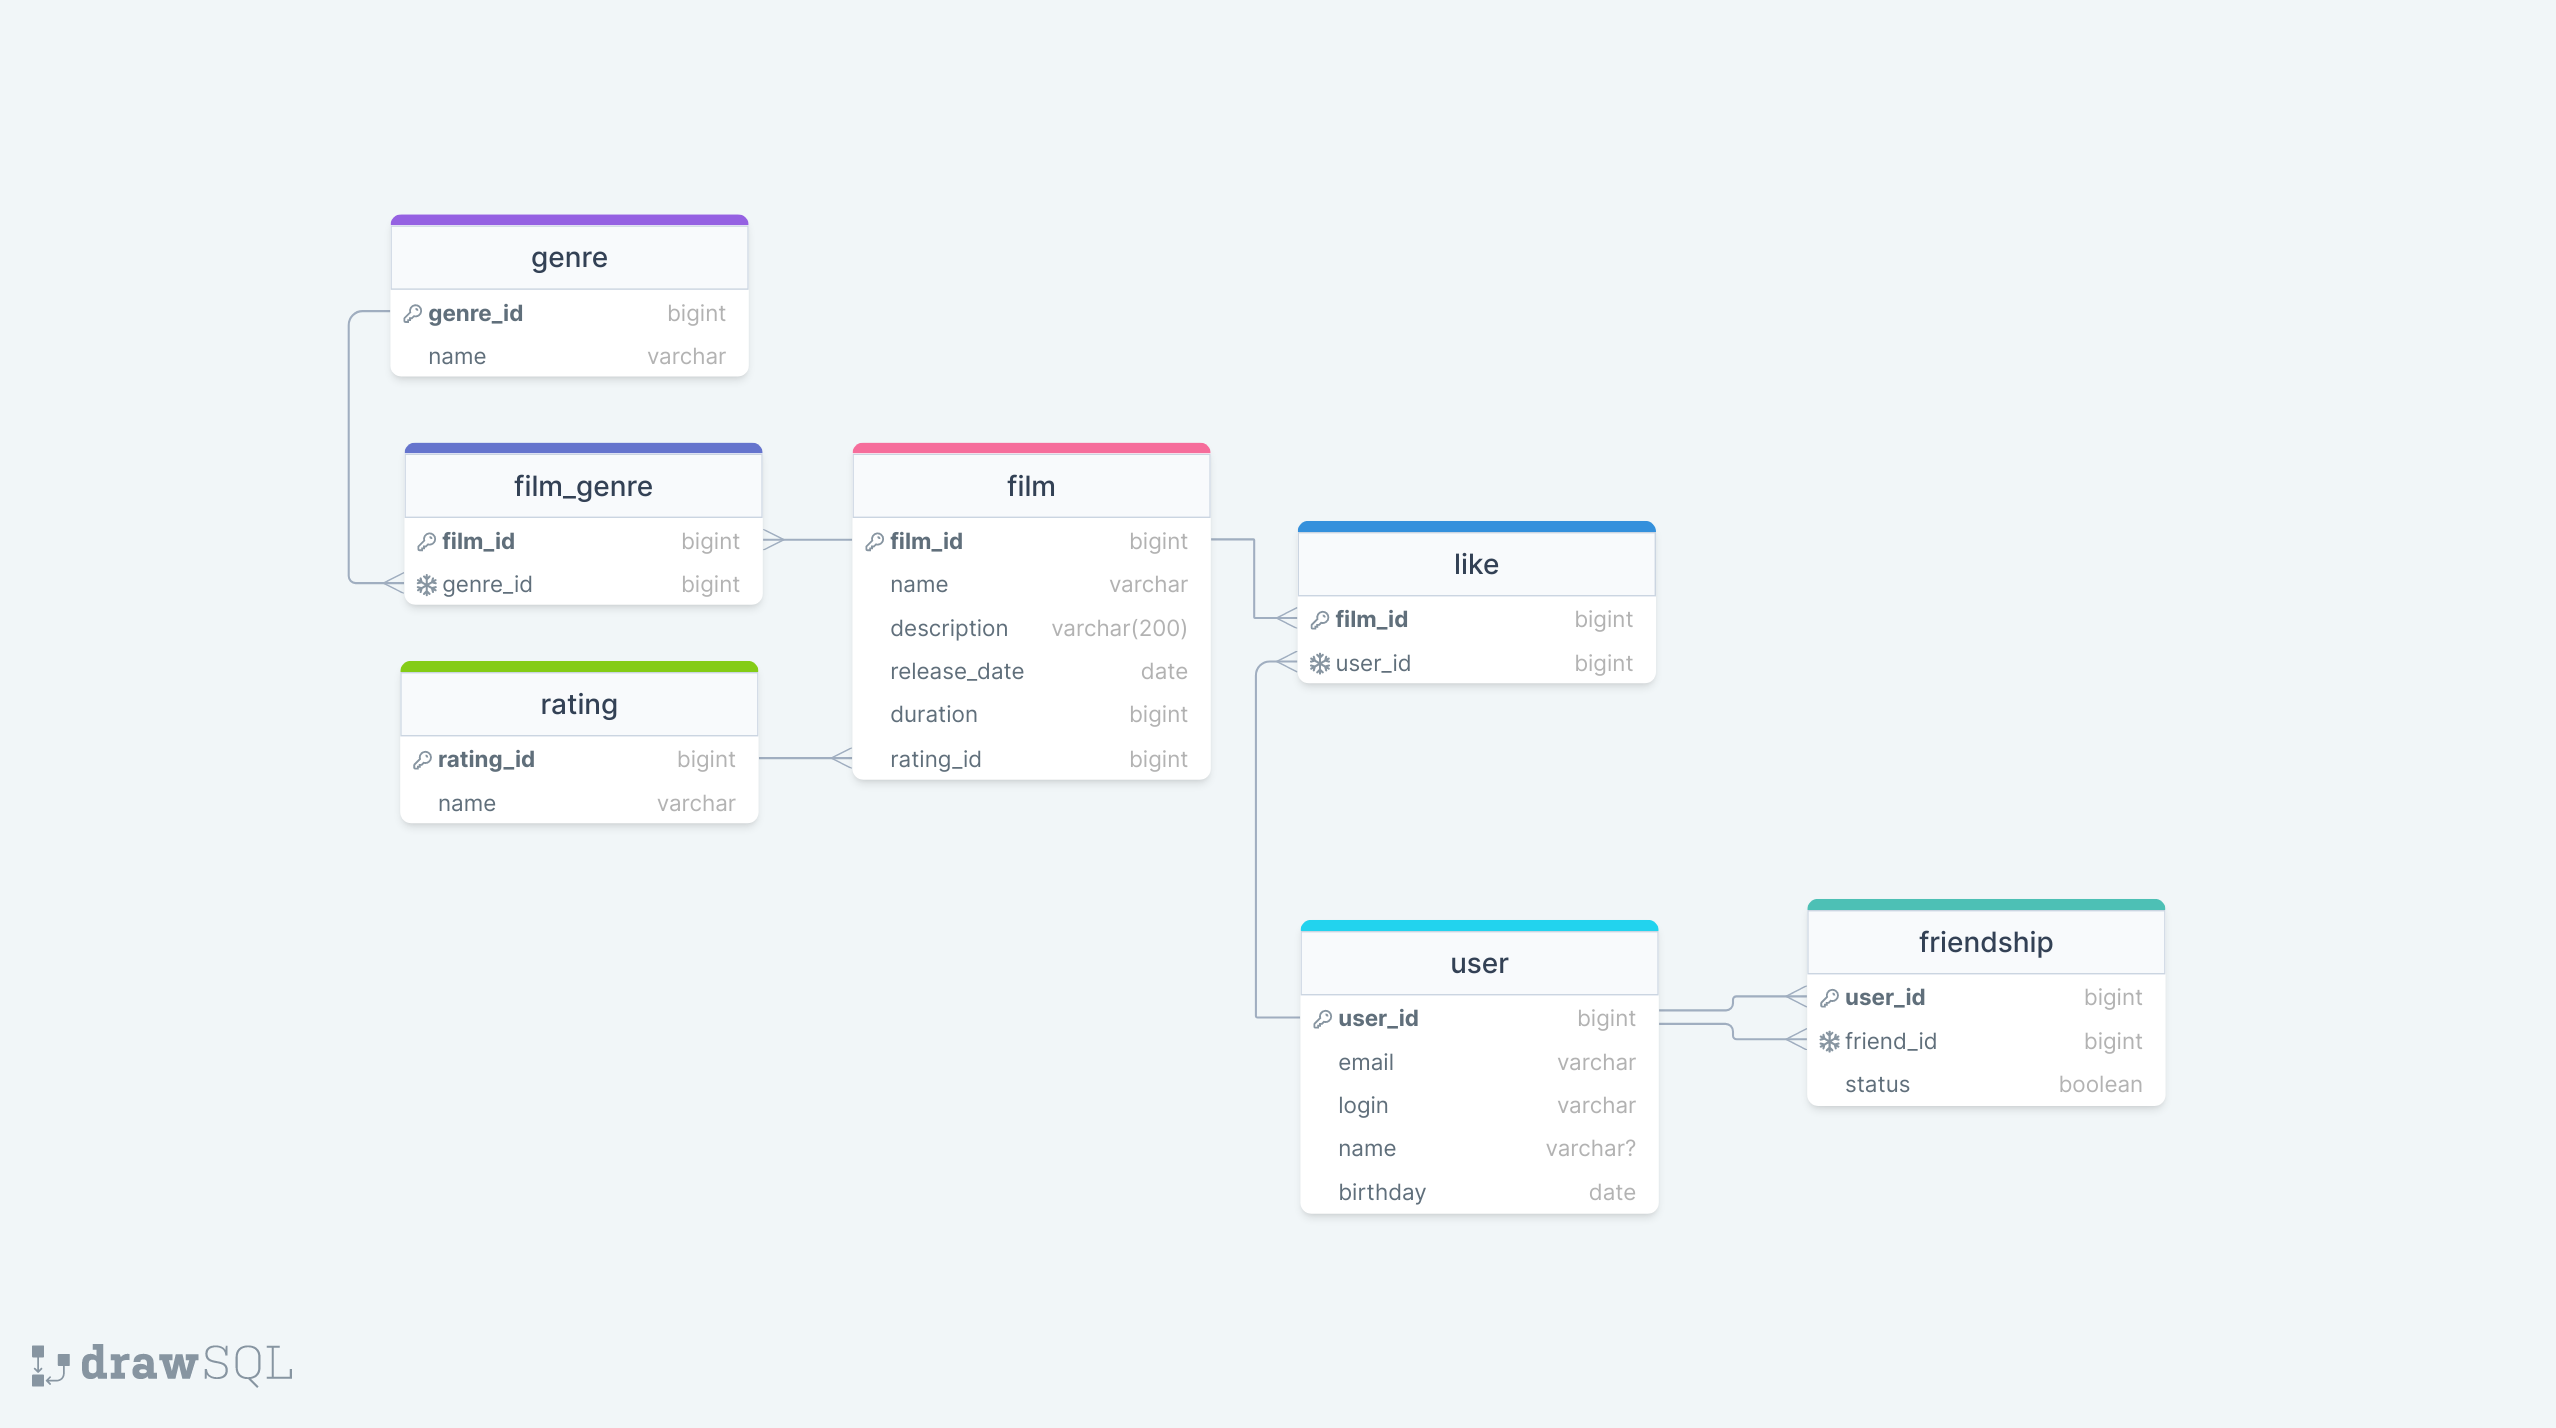 genre
genre_id bigint
name varchar
film_genre
film_id bigint
genre_id bigint
rating
rating_id bigint
name varchar
film
film_id bigint
name varchar
description varchar(200)
release_date date
duration bigint
rating_id bigint
like
film_id bigint
user_id bigint
user
user_id bigint
email varchar
login varchar
name varchar?
birthday date
friendship
user_id bigint
friend_id bigint
status boolean
drawSQL